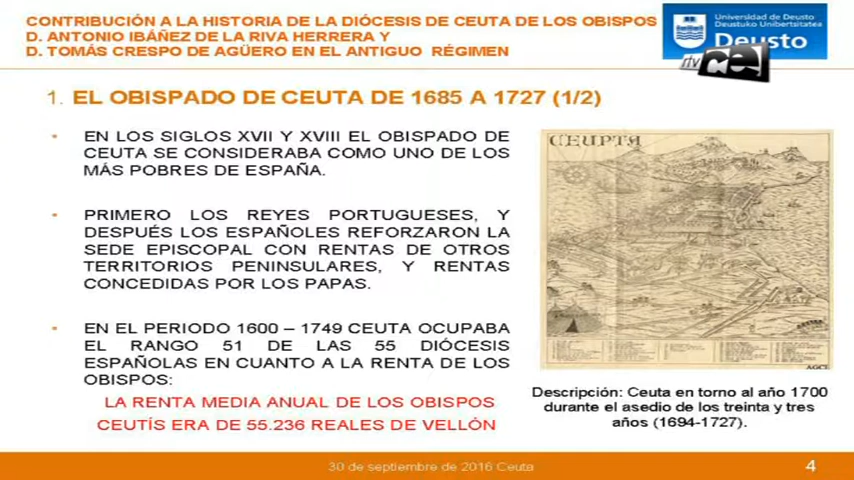 CONTRIBUCIÓN A LA HISTORIA DE LA DIÓCESIS DE CEUTA DE LOS OBISPOS
D. ANTONIO IBÁÑEZ DE LA RIVA HERRERA Y
D. TOMÁS CRESPO DE AGÜERO EN EL ANTIGUO RÉGIMEN
Universidad de Deusto
Deustuko Unibertsitatea
Deusto
rtv
ce!
1. EL OBISPADO DE CEUTA DE 1685 A 1727 (1/2)
• EN LOS SIGLOS XVII Y XVIII EL OBISPADO DE
CEUTA SE CONSIDERABA COMO UNO DE LOS
MÁS POBRES DE ESPAÑA.
• PRIMERO LOS REYES PORTUGUESES, Y
DESPUÉS LOS ESPAÑOLES REFORZARON LA
SEDE EPISCOPAL CON RENTAS DE OTROS
TERRITORIOS PENINSULARES, Y RENTAS
CONCEDIDAS POR LOS PAPAS.
• EN EL PERIODO 1600 – 1749 CEUTA OCUPABA
EL RANGO 51 DE LAS 55 DIÓCESIS
ESPAÑOLAS EN CUANTO A LA RENTA DE LOS
OBISPOS:
LA RENTA MEDIA ANUAL DE LOS OBISPOS
CEUTÍS ERA DE 55.236 REALES DE VELLÓN
CEUPTA
AGCE
Descripción: Ceuta en torno al año 1700
durante el asedio de los treinta y tres
años (1694-1727).
30 de septiembre de 2016 Ceuta
4